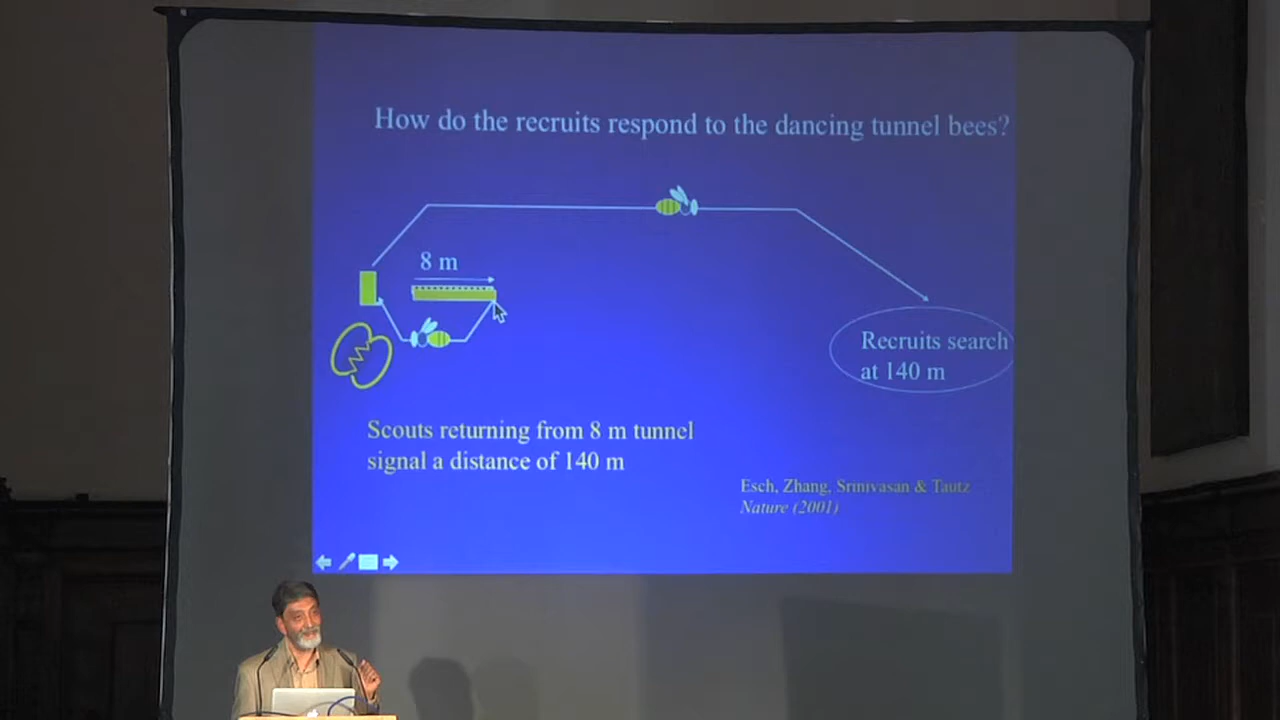 How do the recruits respond to the dancing tunnel bees?
8 m
Recruits search
at 140 m
Scouts returning from 8 m tunnel
signal a distance of 140 m
Esch, Zhang, Srinivasan & Tautz
Nature (2001)